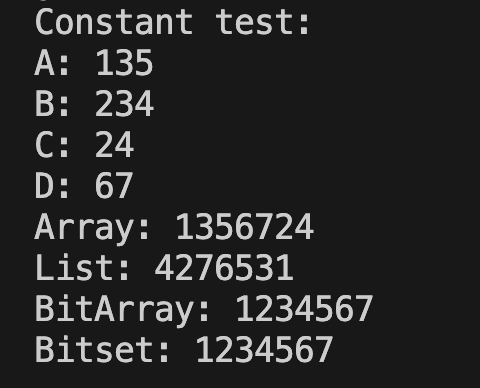 Constant test:
A: 135
B: 234
C: 24
D: 67
Array: 1356724
List: 4276531
BitArray: 1234567
Bitset: 1234567